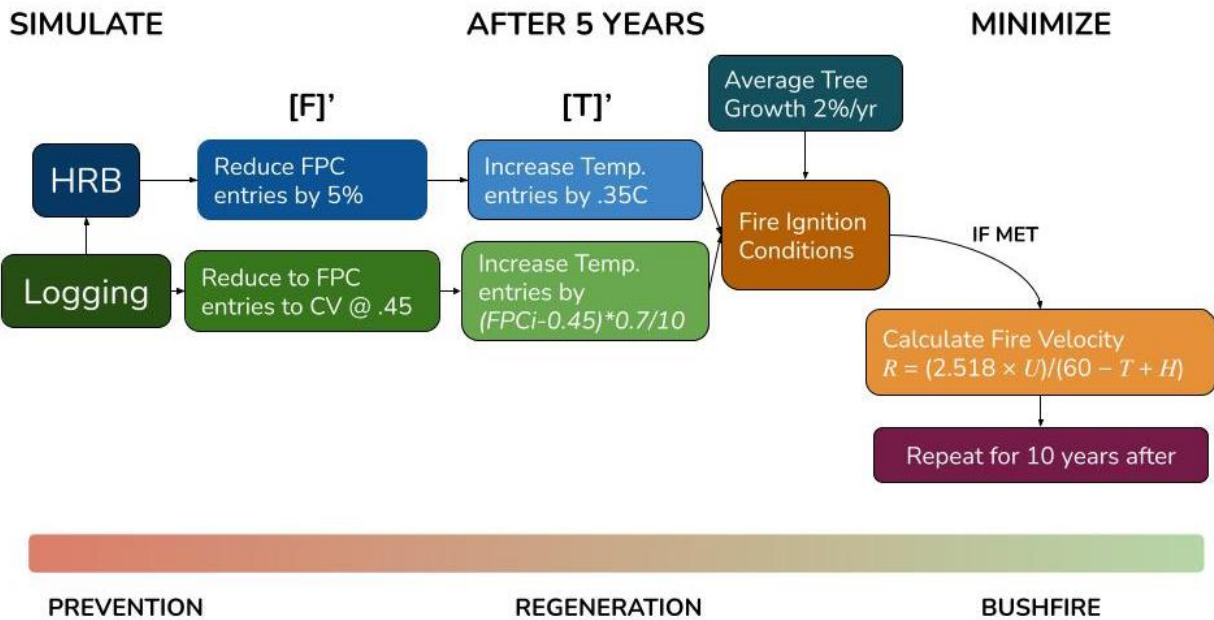 SIMULATE
AFTER 5 YEARS
MINIMIZE
Average Tree
Growth 2%/yr
[F]’
[T]’
HRB
Reduce FPC
entries by 5%
Increase Temp.
entries by .35C
Fire Ignition
Conditions
IF MET
Logging
Reduce to FPC
entries to CV @ .45
Increase Temp.
entries by
(FPCi-0.45)*0.7/10
Calculate Fire Velocity
R = (2.518 × U)/(60 − T + H)
Repeat for 10 years after
PREVENTION
REGENERATION
BUSHFIRE